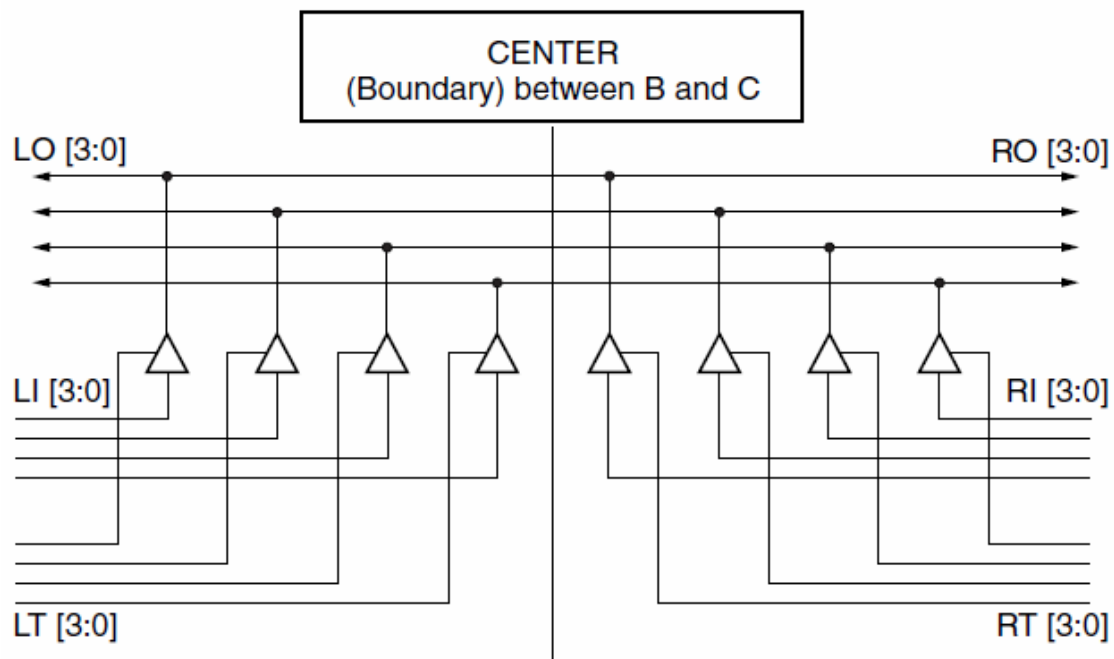 CENTER
(Boundary) between B and C
LO [3:0]
RO [3:0]
LI [3:0]
RI [3:0]
LT [3:0]
RT [3:0]